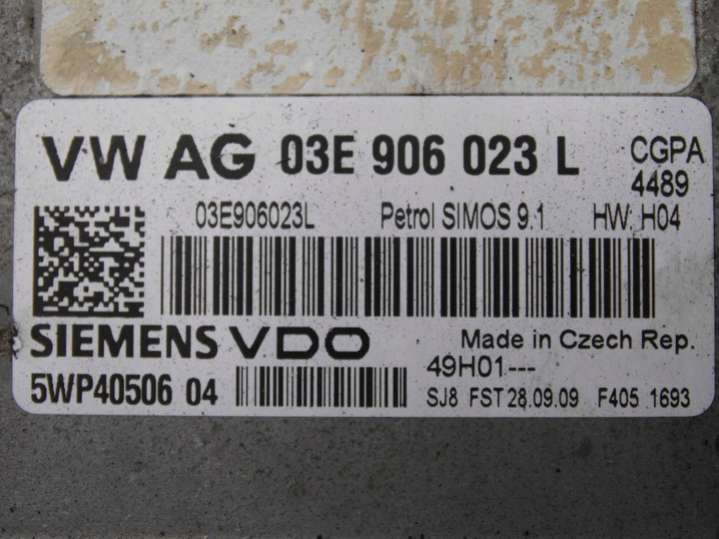 VW AG 03E 906 023 L CGPA
4489
03E906023L Petrol SIMOS 9.1 HW H04
SIEMENS VDO Made in Czech Rep.
49H01---
5WP40506 04 SJ8 FST 28.09.09 F405 1693